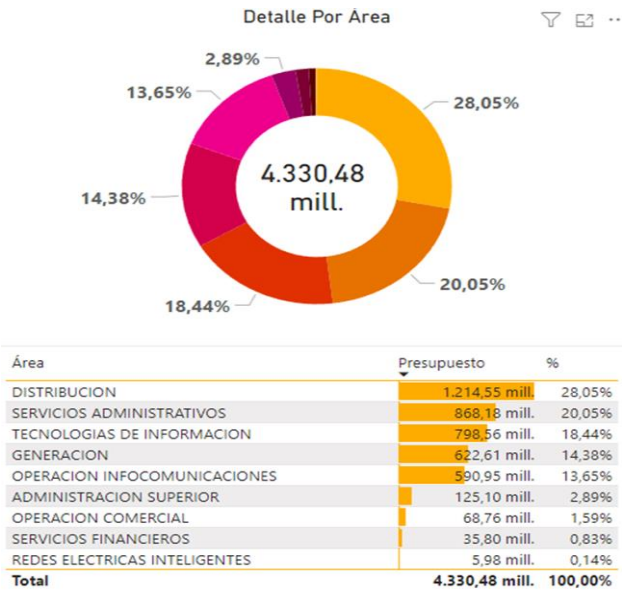 Detalle Por Área
2,89%
13,65%
28,05%
4.330,48
mill.
14,38%
20,05%
18,44%
Área Presupuesto %
DISTRIBUCION 1.214,55 mill. 28,05%
SERVICIOS ADMINISTRATIVOS 868,18 mill. 20,05%
TECNOLOGIAS DE INFORMACION 798,56 mill. 18,44%
GENERACION 622,61 mill. 14,38%
OPERACION INFOCOMUNICACIONES 590,95 mill. 13,65%
ADMINISTRACION SUPERIOR 125,10 mill. 2,89%
OPERACION COMERCIAL 68,76 mill. 1,59%
SERVICIOS FINANCIEROS 35,80 mill. 0,83%
REDES ELECTRICAS INTELIGENTES 5,98 mill. 0,14%
Total 4.330,48 mill. 100,00%